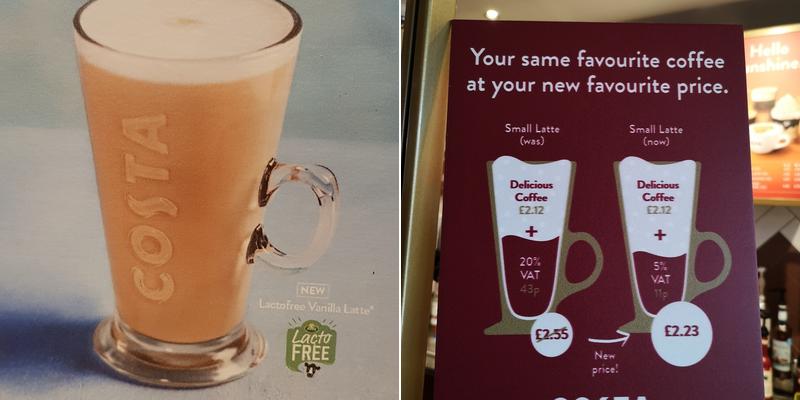 COSTA
NEW
Lactofree Vanilla Latte*
Lacto
FREE
Your same favourite coffee
at your new favourite price.
Small Latte
(was)
Delicious
Coffee
£2.12
+
20%
VAT
43p
£2.55
New
price!
Small Latte
(now)
Delicious
Coffee
£2.12
+
5%
VAT
11p
£2.23
COSTA
Hello